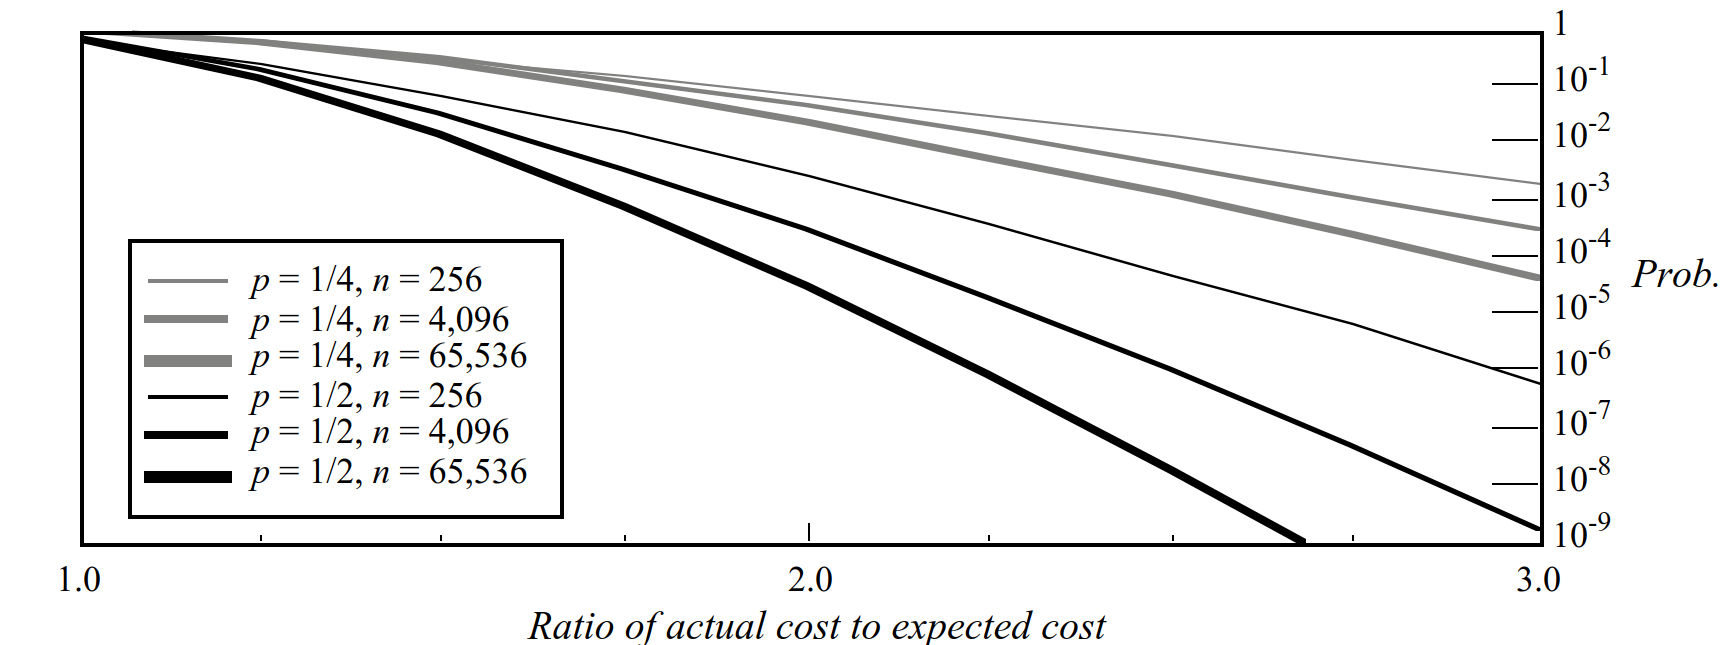 1
10-1
10-2
10-3
10-4
10-5
10-6
10-7
10-8
10-9
Prob.
p = 1/4, n = 256
p = 1/4, n = 4,096
p = 1/4, n = 65,536
p = 1/2, n = 256
p = 1/2, n = 4,096
p = 1/2, n = 65,536
1.0 2.0 3.0
Ratio of actual cost to expected cost